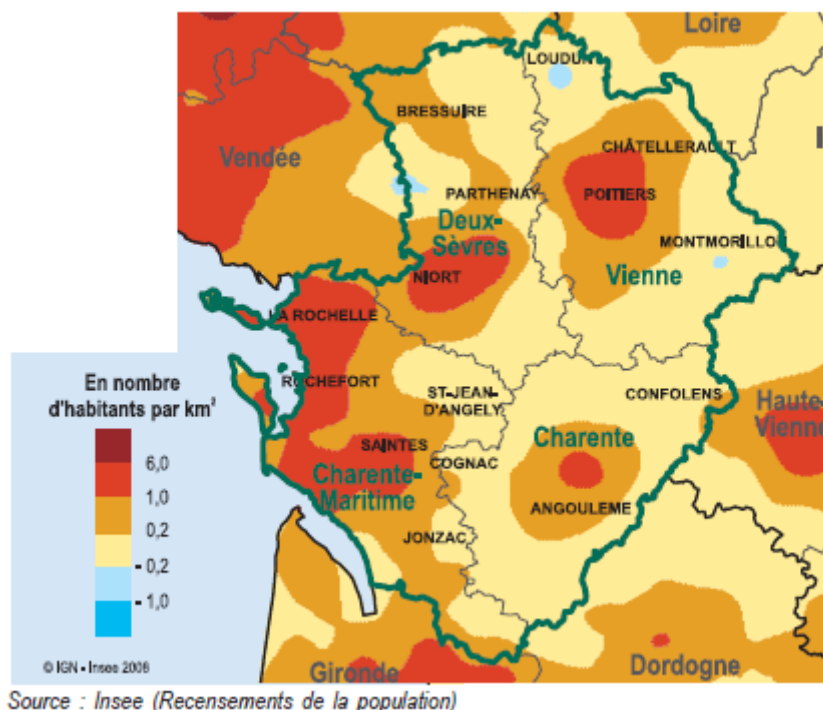 Loire
LOUDUN
BRESSUIRE
Vendée
CHÂTELLERAULT
PARTHENAY
POITIERS
Deux-
Sèvres
MONTMORILLO
Vienne
NIORT
LA ROCHELLE
En nombre
d'habitants par km²
6,0
1,0
0,2
- 0,2
- 1,0
ROCHEFORT
ST-JEAN-
D'ANGELY
CONFOLENS
Haute-
Vienne
SAINTES
Charente
Charente-
Maritime
COGNAC
ANGOULEME
JONZAC
© IGN - Insee 2008
Gironde
Dordogne
Source : Insee (Recensements de la population)